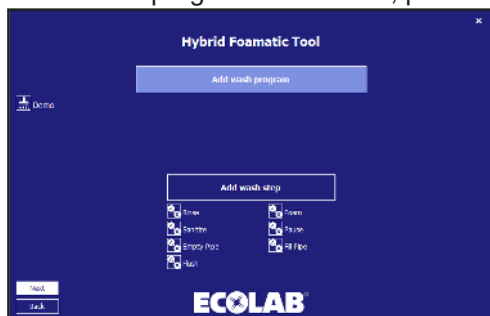 ×
Hybrid Foamatic Tool
Add wash program
Demo
Add wash step
Rinse Foam
Sanitite Pause
Empty Pipe Fill Pipe
Flush
Next
Back
ECOLAB®